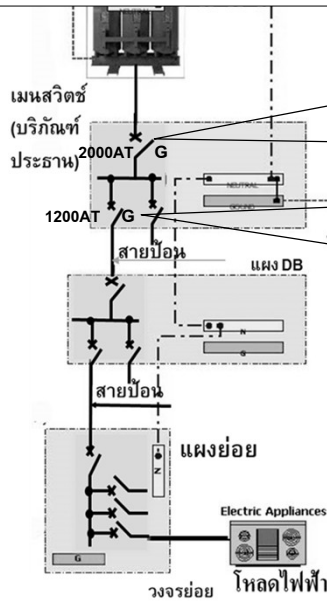 NEUTRAL
เมนสวิตช์
(บริภัณฑ์
ประธาน)
2000AT
G
NEUTRAL
GOUND
1200AT
G
สายป้อน
แผง DB
N
G
สายป้อน
แผงย่อย
N
G
Electric Appliances
วงจรย่อย
โหลดไฟฟ้า